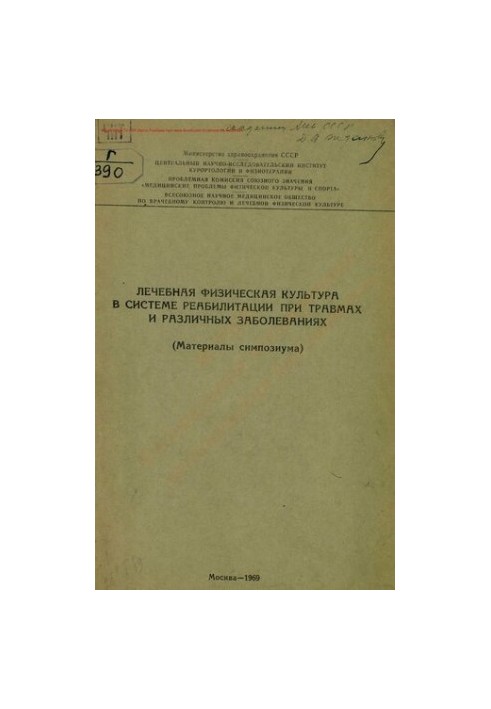 Г
390
Министерство здравоохранения СССР
ЦЕНТРАЛЬНЫЙ НАУЧНО-ИССЛЕДОВАТЕЛЬСКИЙ ИНСТИТУТ
КУРОРТОЛОГИИ И ФИЗИОТЕРАПИИ
ПРОБЛЕМНАЯ КОМИССИЯ СОЮЗНОГО ЗНАЧЕНИЯ
«МЕДИЦИНСКИЕ ПРОБЛЕМЫ ФИЗИЧЕСКОЙ КУЛЬТУРЫ И СПОРТА»
ВСЕСОЮЗНОЕ НАУЧНОЕ МЕДИЦИНСКОЕ ОБЩЕСТВО
ПО ВРАЧЕБНОМУ КОНТРОЛЮ И ЛЕЧЕБНОЙ ФИЗИЧЕСКОЙ КУЛЬТУРЕ
ЛЕЧЕБНАЯ ФИЗИЧЕСКАЯ КУЛЬТУРА
В СИСТЕМЕ РЕАБИЛИТАЦИИ ПРИ ТРАВМАХ
И РАЗЛИЧНЫХ ЗАБОЛЕВАНИЯХ
(Материалы симпозиума)
Москва—1969